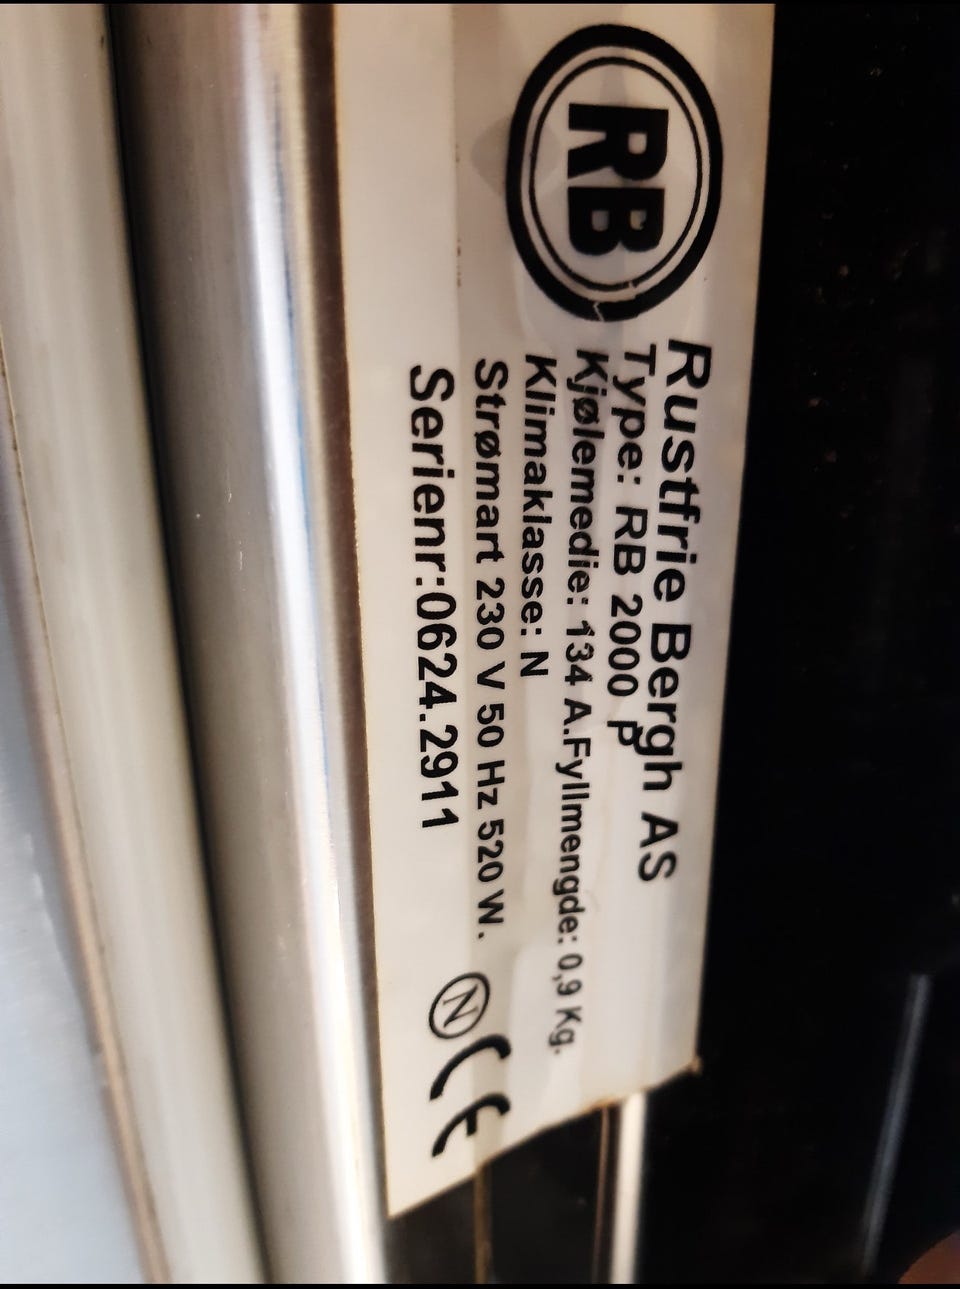 RB
Rustfrie Bergh AS
Type: RB 2000 P
Kjølemedie: 134 A.Fyllmengde: 0,9 Kg.
Klimaklasse: N
Strømart 230 V 50 Hz 520 W.
Serienr:0624.2911
N CE